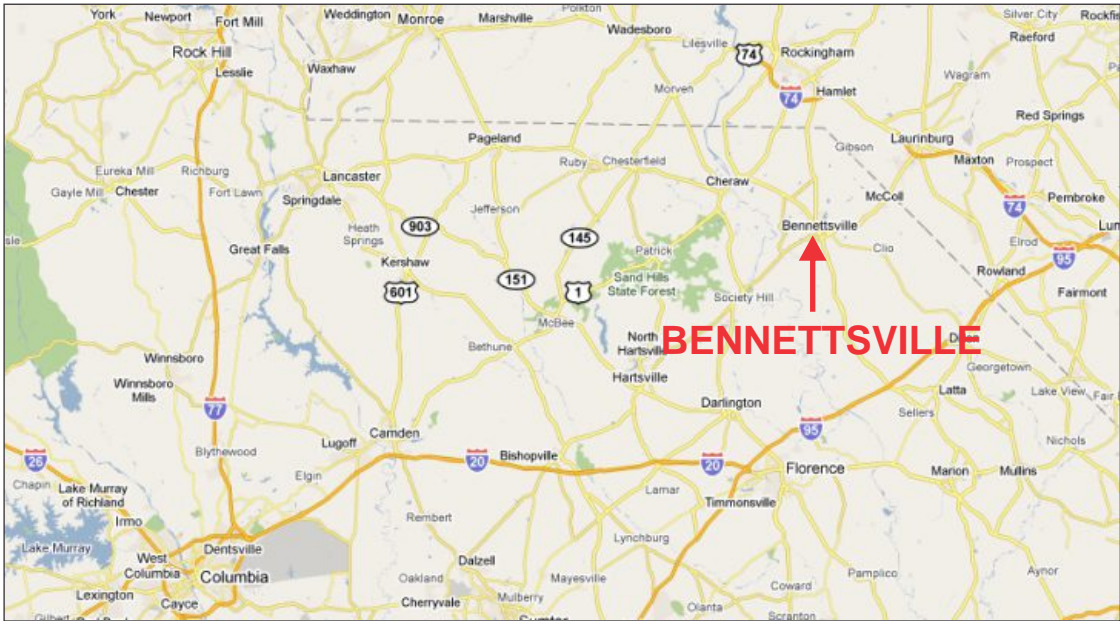 York
Newport
Fort Mill
Weddington
Monroe
Marshville
Polkton
Wadesboro
Lilesville
74
Rockingham
Silver City
Raeford
Rock Hill
Lesslie
Waxhaw
Morven
74
Hamlet
Wagram
Red Springs
Pageland
Gibson
Laurinburg
Maxton
Prospect
Eureka Mill
Richburg
Ruby
Chesterfield
Gayle Mill
Chester
Fort Lawn
Lancaster
Springdale
Cheraw
McColl
Pembroke
74
Jefferson
Heath
Springs
903
145
Bennettsville
Great Falls
Patrick
Clio
Elrod
95
Kershaw
601
151
1
Sand Hills
State Forest
Society Hill
Rowland
Fairmont
McBee
North
Hartsville
BENNETTSVILLE
Bethune
Georgetown
Winnsboro
Winnsboro
Mills
Hartsville
Latta
Lake View
77
Darlington
Sellers
Lugoff
Camden
95
Nichols
26
Blythewood
20
Bishopville
20
Florence
Marion
Mullins
Chapin
Elgin
Lake Murray
of Richland
Lamar
Timmonsville
Irmo
Rembert
Lynchburg
Lake Murray
West
Columbia
Dentsville
Columbia
Dalzell
Oakland
Mayesville
Pamplico
Aynor
Lexington
Cayce
Cherryvale
Mulberry
Coward
Olanta
Scranton
Sumter